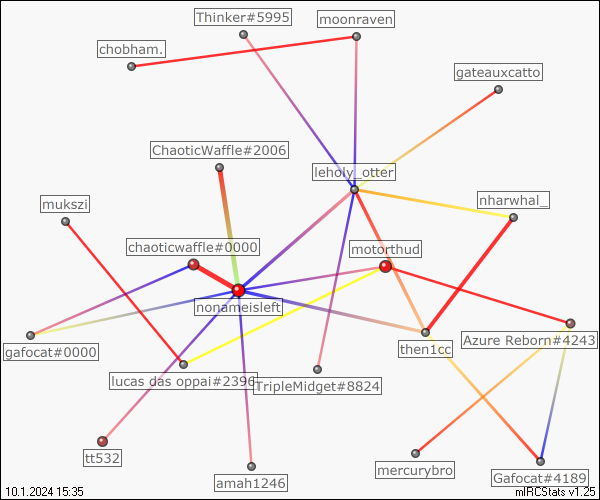 Thinker#5995
moonraven
chobham.
gateauxcatto
ChaoticWaffle#2006
leholy_otter
mukszi
nharwhal_
chaoticwaffle#0000
motorthud
nonameisleft
gafocat#0000
then1cc
Azure Reborn#4243
lucas das oppai#2396
TripleMidget#8824
tt532
mercurybro
amah1246
Gafocat#4189
10.1.2024 15:35
mIRCStats v1.25